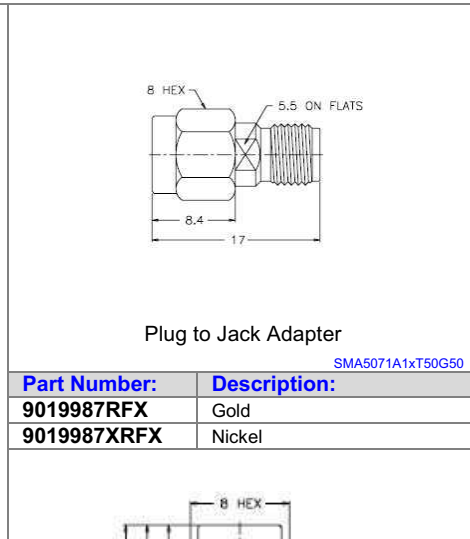 8 HEX
5.5 ON FLATS
8.4
17
Plug to Jack Adapter
SMA5071A1xT50G50
Part Number: Description:
9019987RFX Gold
9019987XRFX Nickel
8 HEX